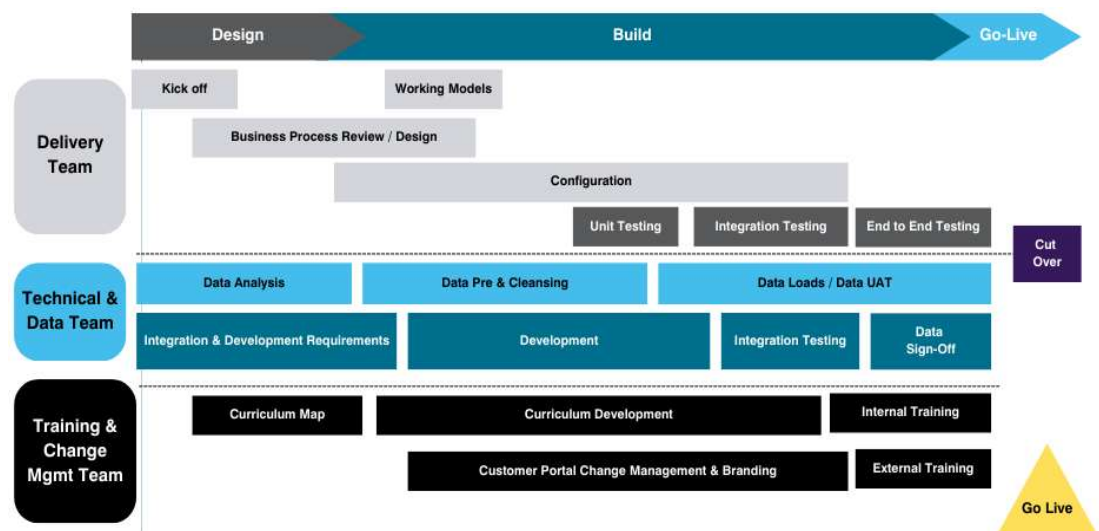 Design
Build
Go-Live
Kick off
Working Models
Delivery
Team
Business Process Review / Design
Configuration
Unit Testing
Integration Testing
End to End Testing
Cut
Over
Technical &
Data Team
Data Analysis
Data Pre & Cleansing
Data Loads / Data UAT
Integration & Development Requirements
Development
Integration Testing
Data
Sign-Off
Training &
Change
Mgmt Team
Curriculum Map
Curriculum Development
Internal Training
Customer Portal Change Management & Branding
External Training
Go Live